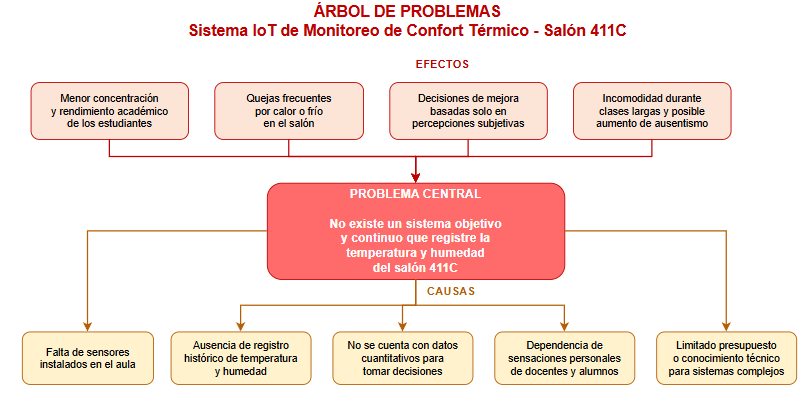 ÁRBOL DE PROBLEMAS
Sistema IoT de Monitoreo de Confort Térmico - Salón 411C
EFECTOS
Menor concentración
y rendimiento académico
de los estudiantes
Quejas frecuentes
por calor o frío
en el salón
Decisiones de mejora
basadas solo en
percepciones subjetivas
Incomodidad durante
clases largas y posible
aumento de ausentismo
PROBLEMA CENTRAL
No existe un sistema objetivo
y continuo que registre la
temperatura y humedad
del salón 411C
CAUSAS
Falta de sensores
instalados en el aula
Ausencia de registro
histórico de temperatura
y humedad
No se cuenta con datos
cuantitativos para
tomar decisiones
Dependencia de
sensaciones personales
de docentes y alumnos
Limitado presupuesto
o conocimiento técnico
para sistemas complejos